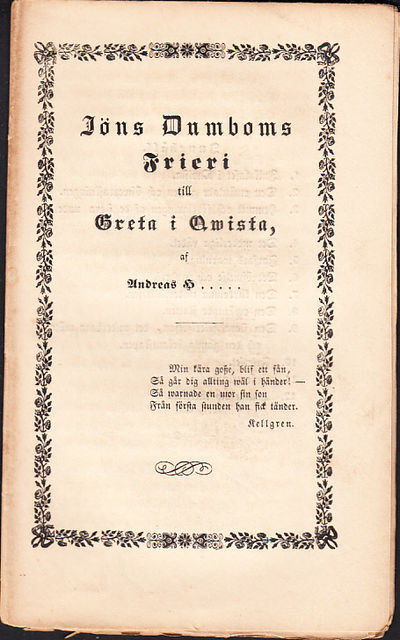 Jöns Dumboms
Frieri
till
Greta i Qwista,
af
Andreas H . . . . .
Min kära gosse, blif ett fån,
Så går dig allting wäl i händer! —
Så warnade en mor sin son
Från första stunden han fick tänder.
Kellgren.